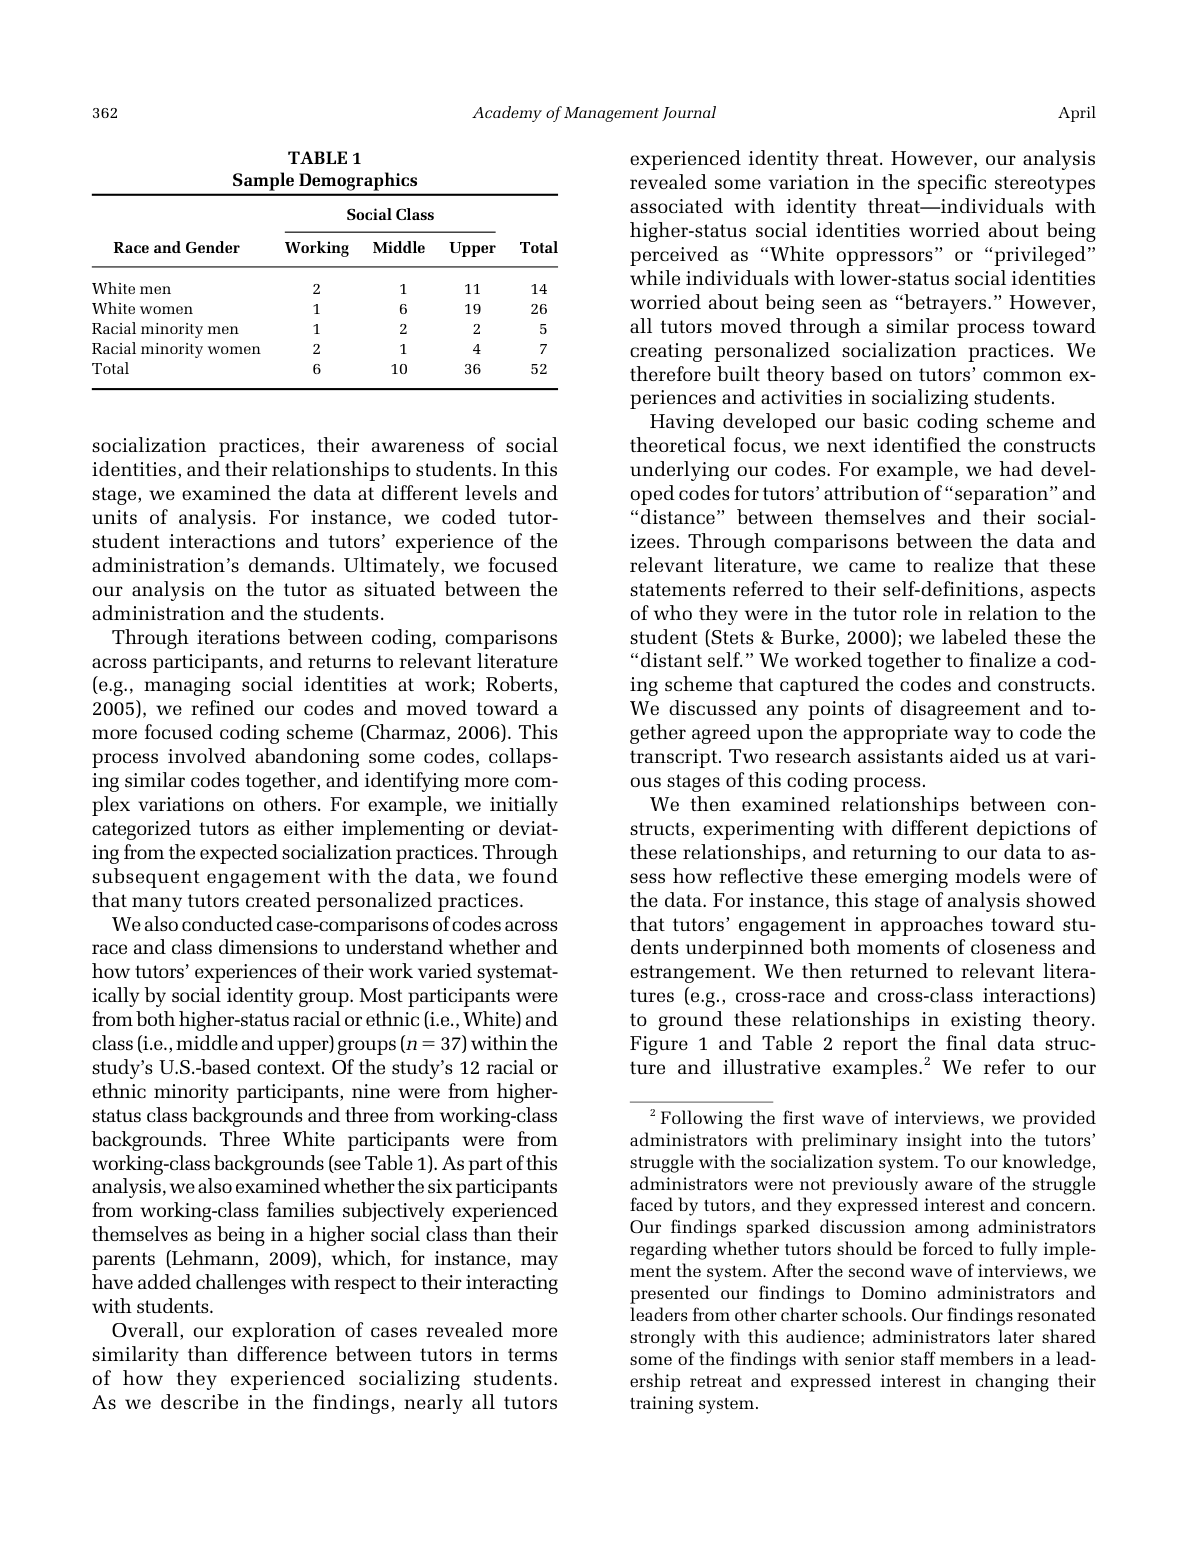 362
Academy of Management Journal
April
TABLE 1
Sample Demographics
Social Class
Race and Gender Working Middle Upper Total
White men 2 1 11 14
White women 1 6 19 26
Racial minority men 1 2 2 5
Racial minority women 2 1 4 7
Total 6 10 36 52
socialization practices, their awareness of social
identities, and their relationships to students. In this
stage, we examined the data at different levels and
units of analysis. For instance, we coded tutor-
student interactions and tutors’ experience of the
administration’s demands. Ultimately, we focused
our analysis on the tutor as situated between the
administration and the students.
Through iterations between coding, comparisons
across participants, and returns to relevant literature
(e.g., managing social identities at work; Roberts,
2005), we refined our codes and moved toward a
more focused coding scheme (Charmaz, 2006). This
process involved abandoning some codes, collaps-
ing similar codes together, and identifying more com-
plex variations on others. For example, we initially
categorized tutors as either implementing or deviat-
ing from the expected socialization practices. Through
subsequent engagement with the data, we found
that many tutors created personalized practices.
We also conducted case-comparisons of codes across
race and class dimensions to understand whether and
how tutors’ experiences of their work varied systemat-
ically by social identity group. Most participants were
from both higher-status racial or ethnic (i.e., White) and
class (i.e., middle and upper) groups (n = 37) within the
study’s U.S.-based context. Of the study’s 12 racial or
ethnic minority participants, nine were from higher-
status class backgrounds and three from working-class
backgrounds. Three White participants were from
working-class backgrounds (see Table 1). As part of this
analysis, we also examined whether the six participants
from working-class families subjectively experienced
themselves as being in a higher social class than their
parents (Lehmann, 2009), which, for instance, may
have added challenges with respect to their interacting
with students.
Overall, our exploration of cases revealed more
similarity than difference between tutors in terms
of how they experienced socializing students.
As we describe in the findings, nearly all tutors
experienced identity threat. However, our analysis
revealed some variation in the specific stereotypes
associated with identity threat—individuals with
higher-status social identities worried about being
perceived as “White oppressors” or “privileged”
while individuals with lower-status social identities
worried about being seen as “betrayers.” However,
all tutors moved through a similar process toward
creating personalized socialization practices. We
therefore built theory based on tutors’ common ex-
periences and activities in socializing students.
Having developed our basic coding scheme and
theoretical focus, we next identified the constructs
underlying our codes. For example, we had devel-
oped codes for tutors’ attribution of “separation” and
“distance” between themselves and their social-
izees. Through comparisons between the data and
relevant literature, we came to realize that these
statements referred to their self-definitions, aspects
of who they were in the tutor role in relation to the
student (Stets & Burke, 2000); we labeled these the
“distant self.” We worked together to finalize a cod-
ing scheme that captured the codes and constructs.
We discussed any points of disagreement and to-
gether agreed upon the appropriate way to code the
transcript. Two research assistants aided us at vari-
ous stages of this coding process.
We then examined relationships between con-
structs, experimenting with different depictions of
these relationships, and returning to our data to as-
sess how reflective these emerging models were of
the data. For instance, this stage of analysis showed
that tutors’ engagement in approaches toward stu-
dents underpinned both moments of closeness and
estrangement. We then returned to relevant litera-
tures (e.g., cross-race and cross-class interactions)
to ground these relationships in existing theory.
Figure 1 and Table 2 report the final data struc-
ture and illustrative examples.2 We refer to our
2 Following the first wave of interviews, we provided
administrators with preliminary insight into the tutors’
struggle with the socialization system. To our knowledge,
administrators were not previously aware of the struggle
faced by tutors, and they expressed interest and concern.
Our findings sparked discussion among administrators
regarding whether tutors should be forced to fully imple-
ment the system. After the second wave of interviews, we
presented our findings to Domino administrators and
leaders from other charter schools. Our findings resonated
strongly with this audience; administrators later shared
some of the findings with senior staff members in a lead-
ership retreat and expressed interest in changing their
training system.